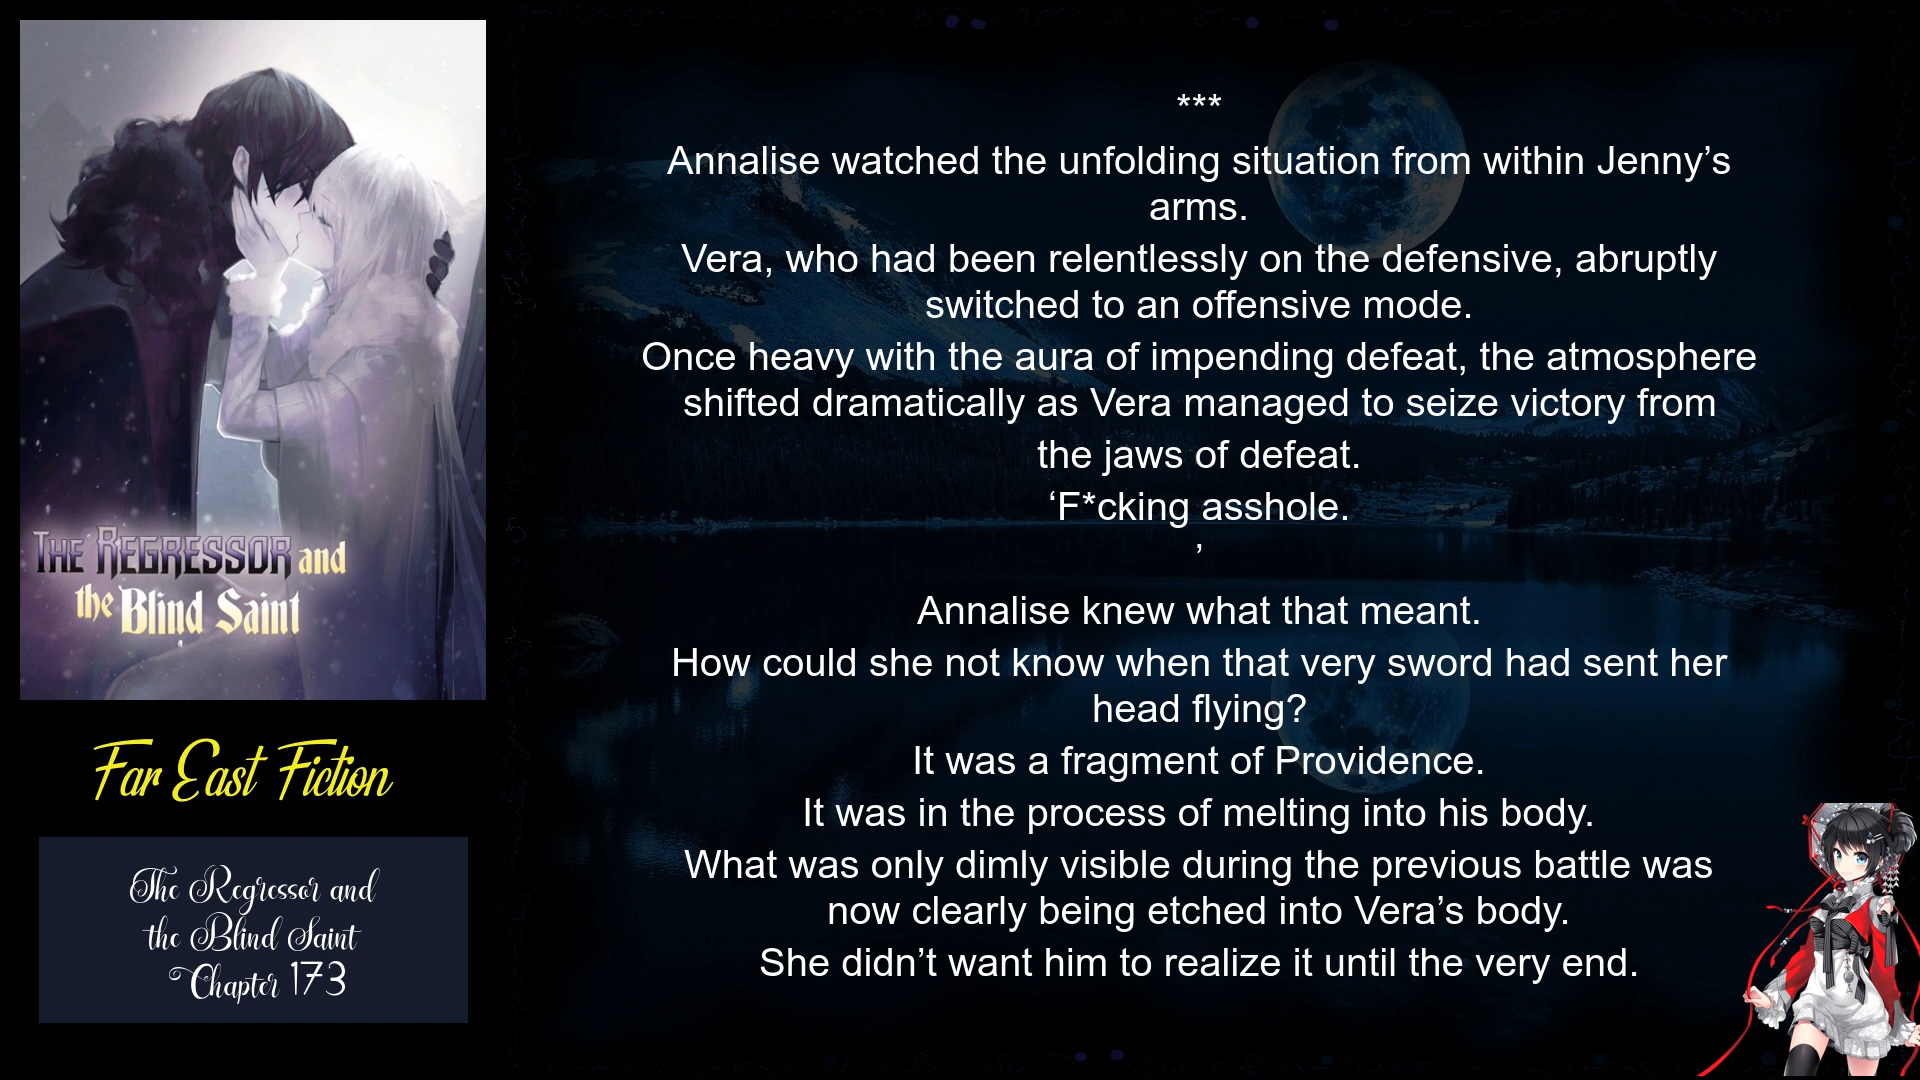 THE REGRESSOR and
the Blind Saint
Far East Fiction
The Regressor and
the Blind Saint
Chapter 173
***
Annalise watched the unfolding situation from within Jenny’s
arms.
Vera, who had been relentlessly on the defensive, abruptly
switched to an offensive mode.
Once heavy with the aura of impending defeat, the atmosphere
shifted dramatically as Vera managed to seize victory from
the jaws of defeat.
‘F*cking asshole.
’
Annalise knew what that meant.
How could she not know when that very sword had sent her
head flying?
It was a fragment of Providence.
It was in the process of melting into his body.
What was only dimly visible during the previous battle was
now clearly being etched into Vera’s body.
She didn’t want him to realize it until the very end.